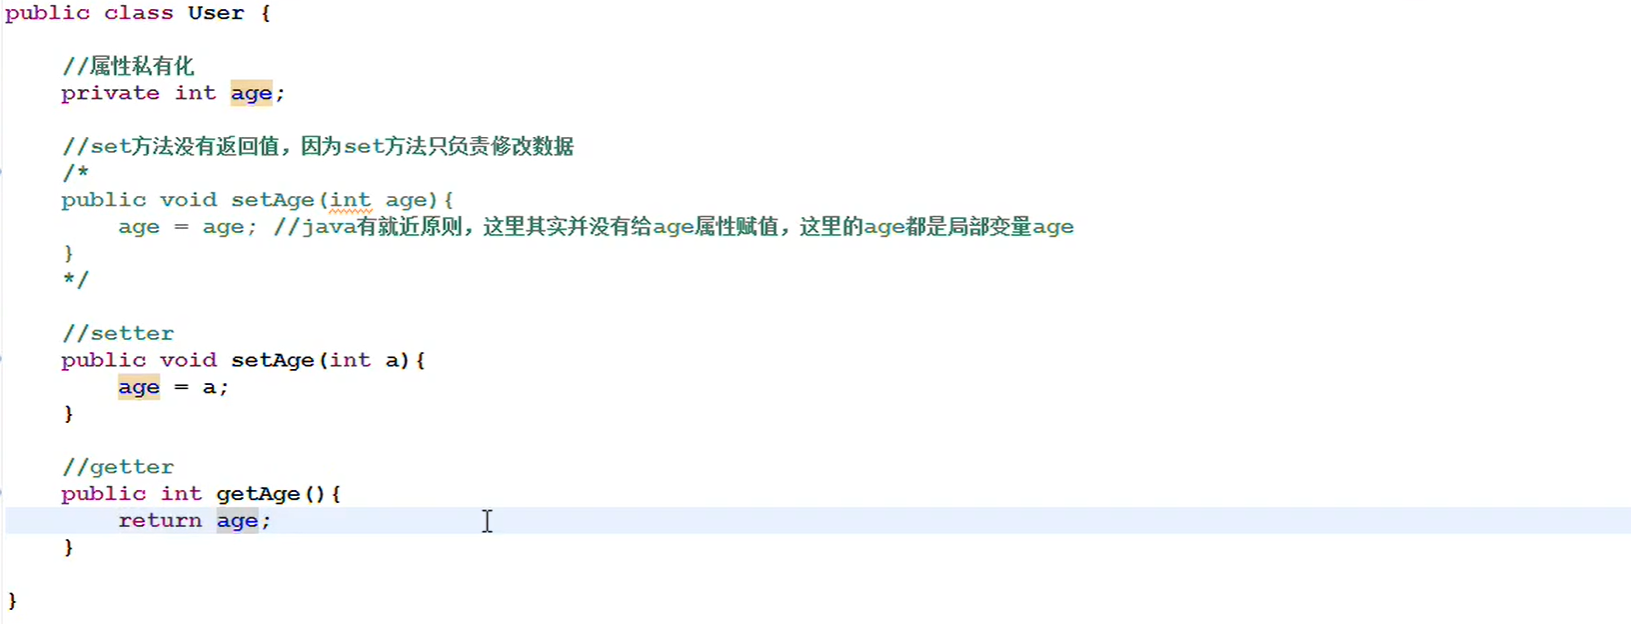 public class User {
//属性私有化
private int age;
//set方法没有返回值，因为set方法只负责修改数据
/*
public void setAge(int age){
age = age; //java有就近原则，这里其实并没有给age属性赋值，这里的age都是局部变量age
}
*/
//setter
public void setAge(int a){
age = a;
}
//getter
public int getAge(){
return age;
}
}